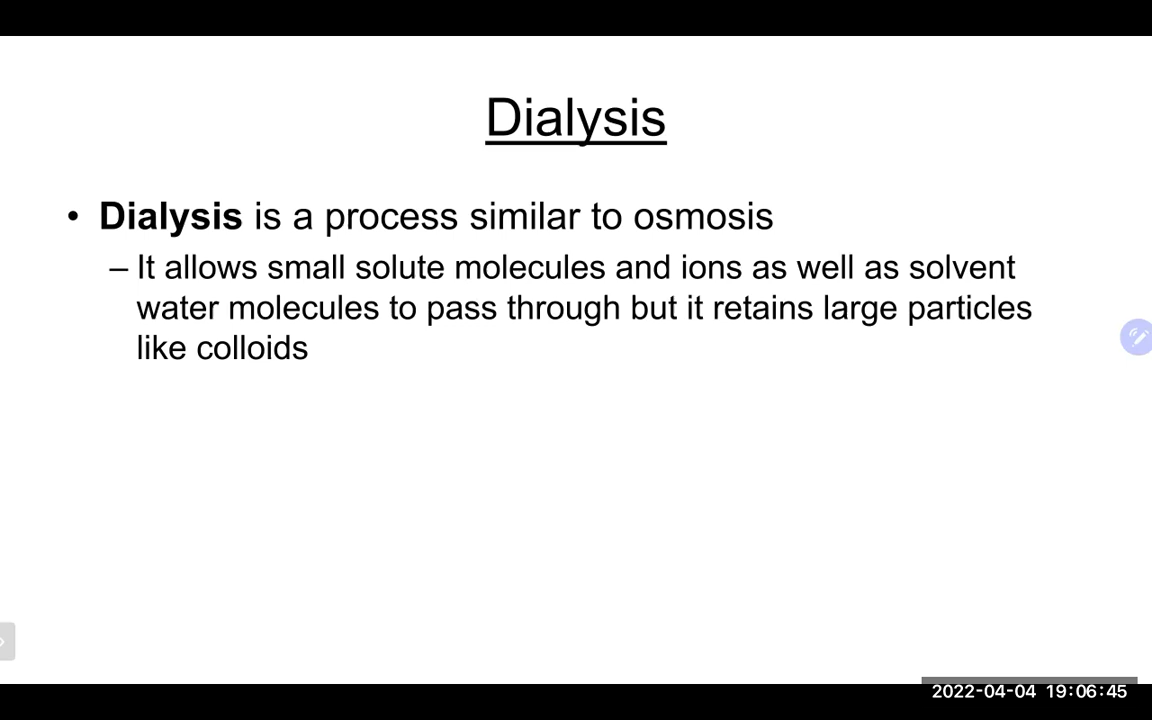 Dialysis
• Dialysis is a process similar to osmosis
– It allows small solute molecules and ions as well as solvent
water molecules to pass through but it retains large particles
like colloids
2022-04-04 19:06:45